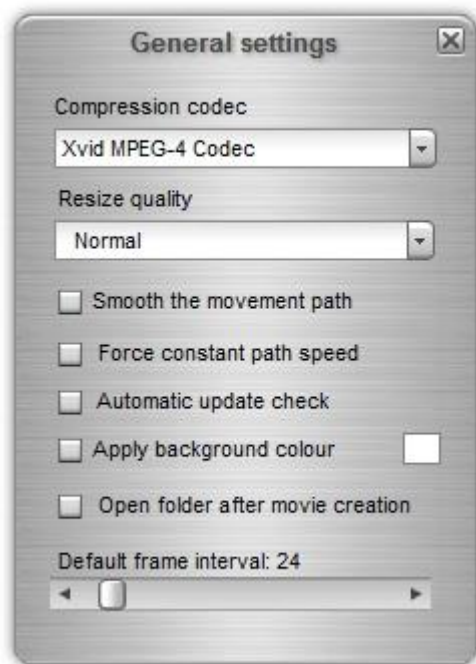 General settings
Compression codec
Xvid MPEG-4 Codec
Resize quality
Normal
Smooth the movement path
Force constant path speed
Automatic update check
Apply background colour
Open folder after movie creation
Default frame interval: 24